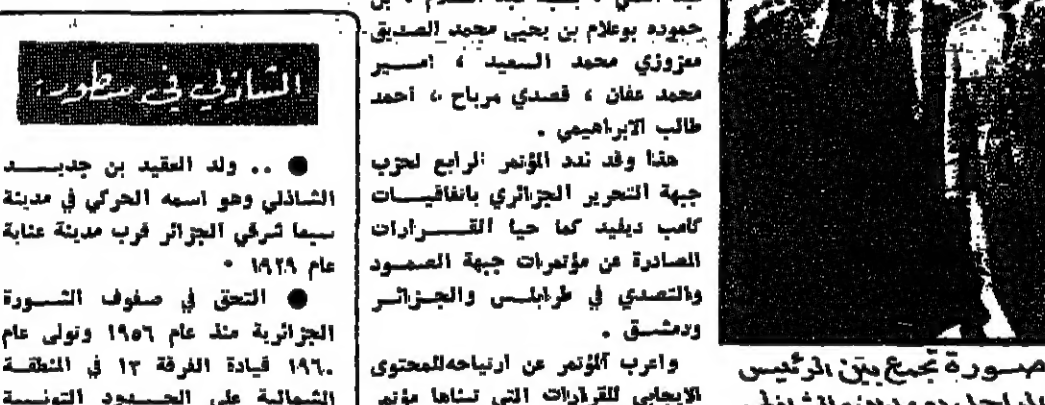 حموده بوعلام بن يحيى محمد الصديق
معزوزي محمد السعيد ، امسير
محمد عفان ، قصدي مرباح ، احمد
طالب الابراهيمي .
هذا وقد ندد المؤتمر الرابع لحزب
جبهة التحرير الجزائري باتفاقيات
كامب ديفيد كما حيا القرارات
الصادرة عن مؤتمرات جبهة الصمود
والتصدي في طرابلس والجزائر
ودمشق .
واعرب المؤتمر عن ارتياحه للمحتوى
الايجابي للقرارات التي تبناها مؤتمر
صورة تجمع بين الرئيس
الشاذلي في سطور:
● .. ولد العقيد بن جديد
الشاذلي وهو اسمه الحركي في مدينة
سيما شرقي الجزائر قرب مدينة عنابة
عام ١٩٢٩ •
● التحق في صفوف الثورة
الجزائرية منذ عام ١٩٥٦ وتولى عام
١٩٦٠ قيادة الفرقة ١٣ في المنطقة
الشمالية على الحدود التونسية